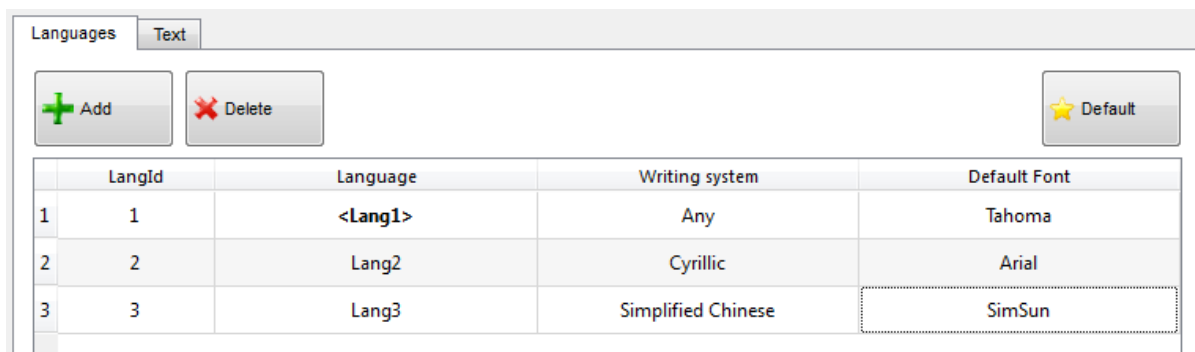 Languages Text
Add Delete Default
LangId Language Writing system Default Font
1 1 <Lang1> Any Tahoma
2 2 Lang2 Cyrillic Arial
3 3 Lang3 Simplified Chinese SimSun